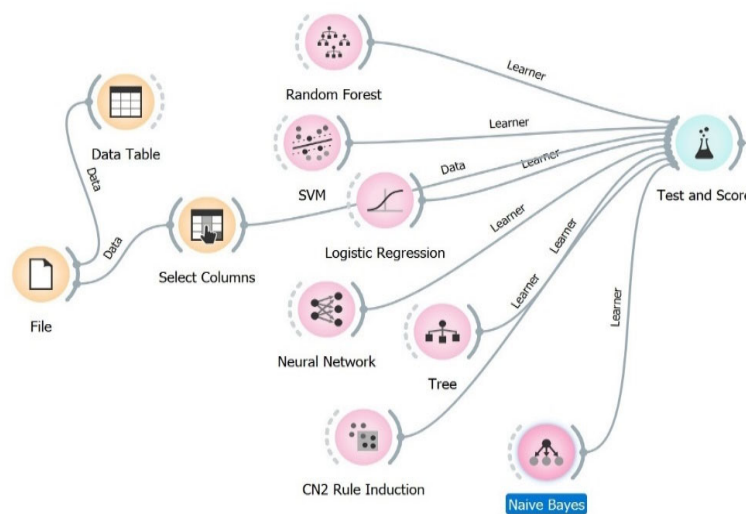 Learner
Random Forest
Data Table
Learner
SVM
Data
Learner
Test and Score
Data
Logistic Regression
Data
Select Columns
Learner
Learner
File
Learner
Learner
Neural Network
Tree
CN2 Rule Induction
Naive Bayes